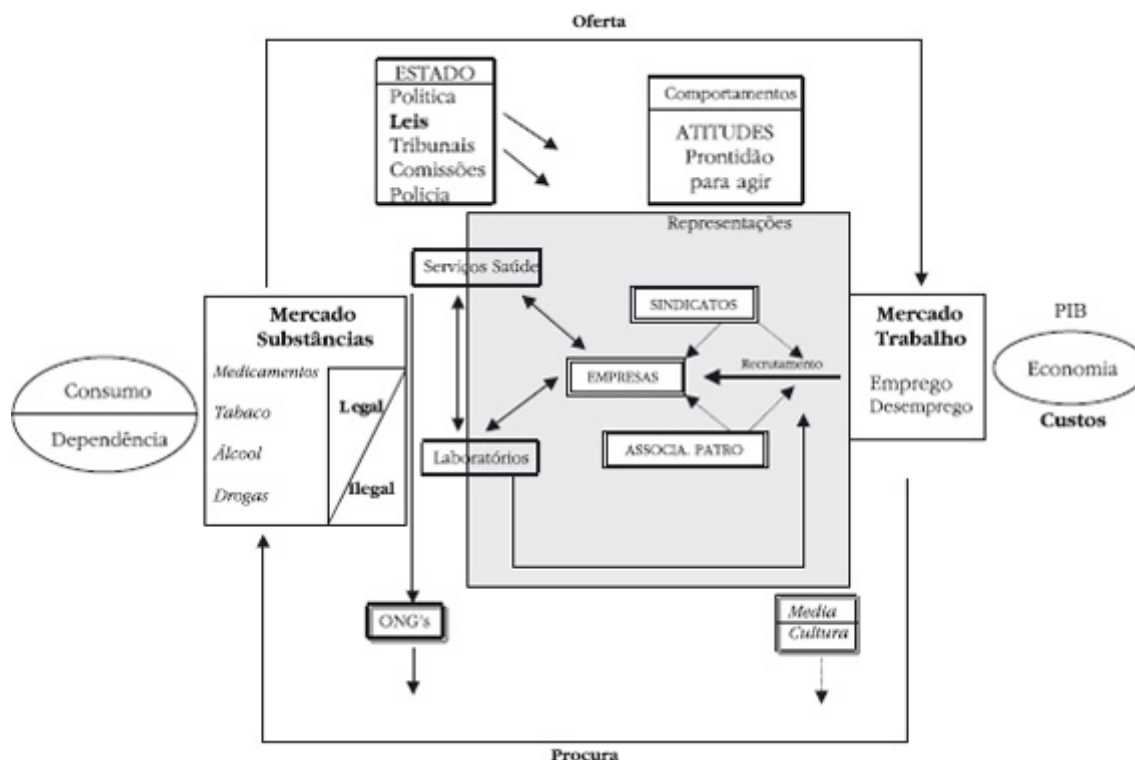 Oferta
ESTADO
Politica
Leis
Tribunais
Comissões
Policia
Comportamentos
ATITUDES
Prontidão
para agir
Representações
Serviços Saúde
SINDICATOS
Mercado
Substâncias
Medicamentos
Tabaco
Álcool
Drogas
Legal
Ilegal
Consumo
Dependência
EMPRESAS
Recrutamento
Mercado
Trabalho
Emprego
Desemprego
PIB
Economia
Custos
Laboratórios
ASSOCIA. PATRO
ONG's
Media
Cultura
Procura